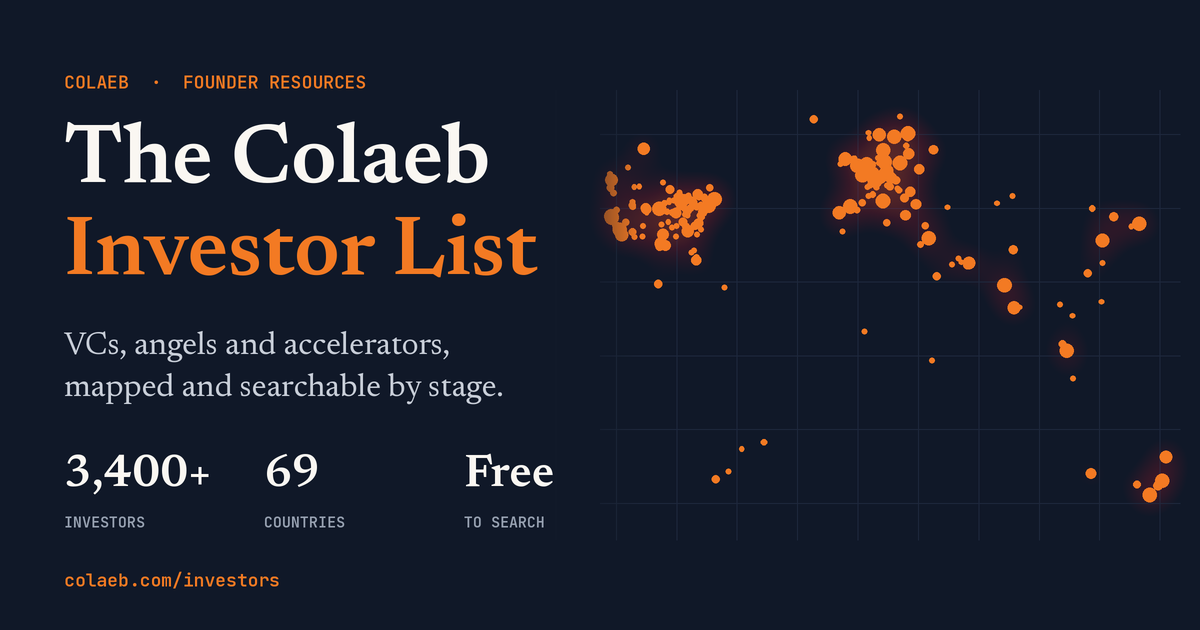 COLAEB · FOUNDER RESOURCES
The Colaeb
Investor List
VCs, angels and accelerators,
mapped and searchable by stage.
3,400+ 69 Free
INVESTORS COUNTRIES TO SEARCH
colaeb.com/investors